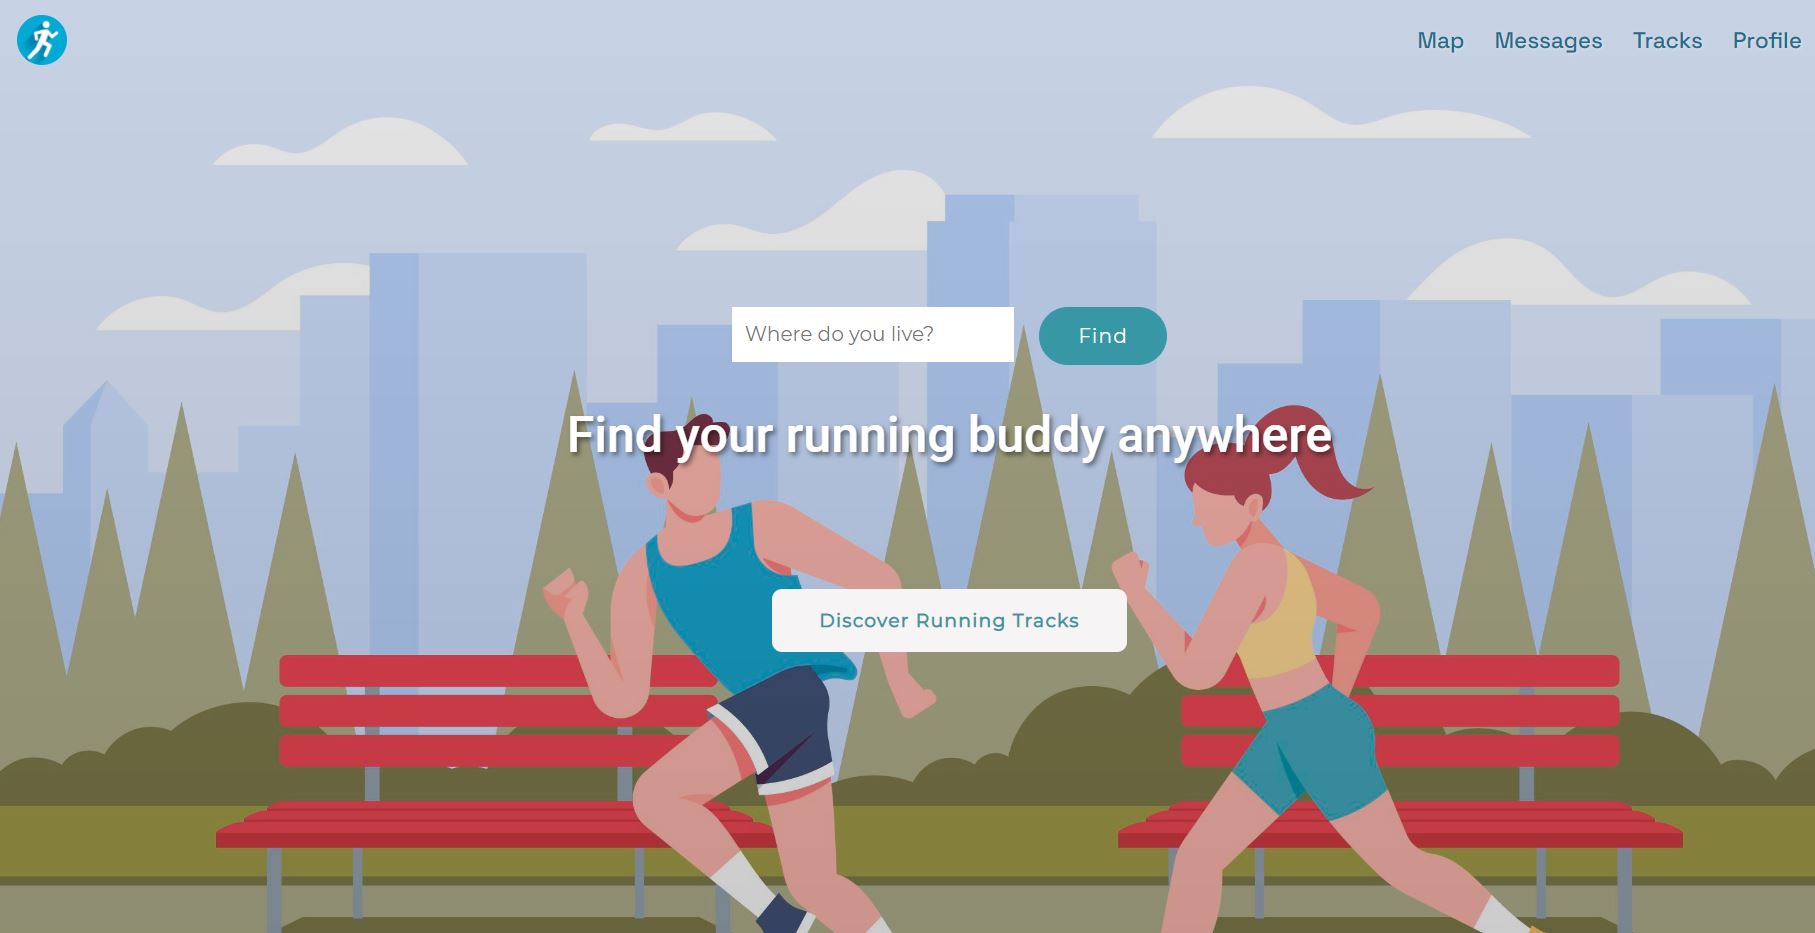 Map Messages Tracks Profile
Where do you live? Find
Find your running buddy anywhere
Discover Running Tracks